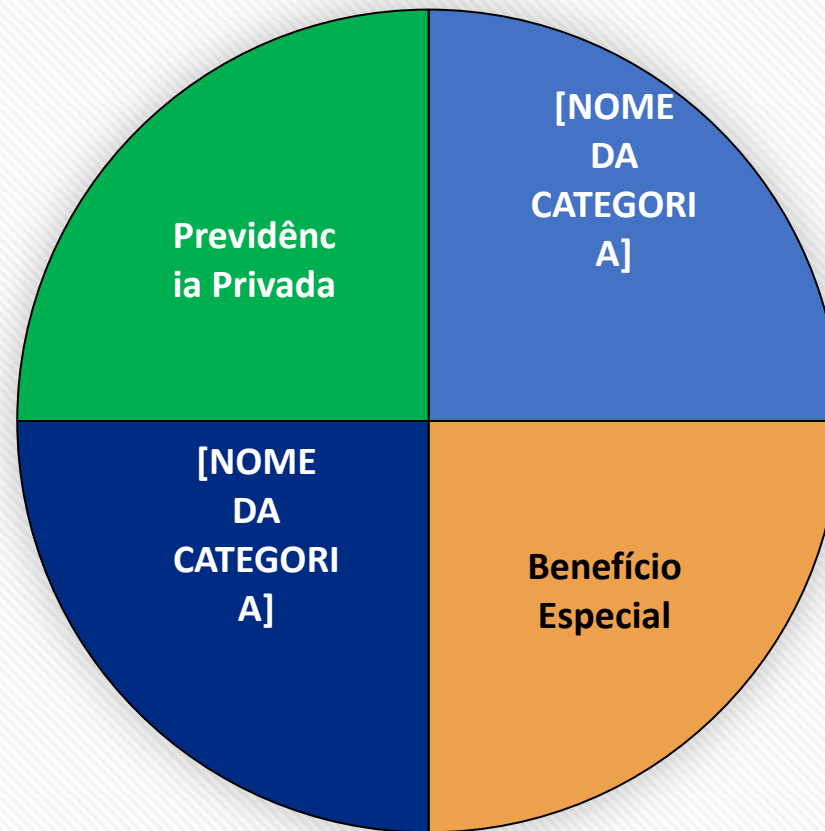 [NOME
DA
CATEGORI
A]
Previdênc
ia Privada
[NOME
DA
CATEGORI
A]
Benefício
Especial